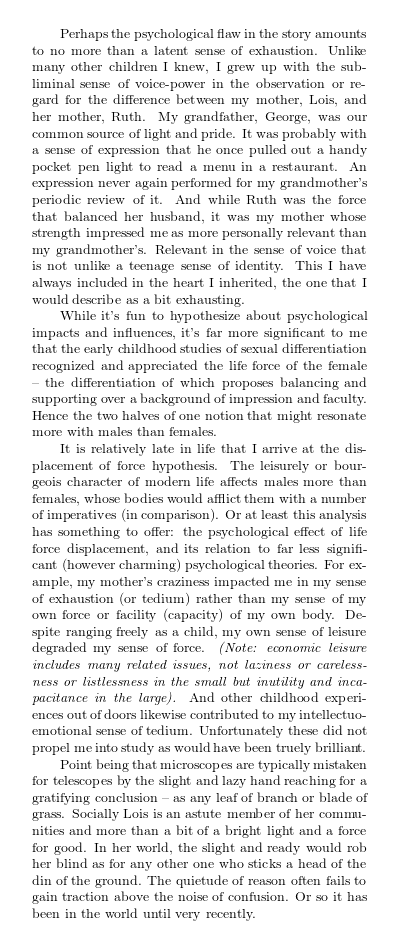 Perhaps the psychological flaw in the story amounts
to no more than a latent sense of exhaustion. Unlike
many other children I knew, I grew up with the sub-
liminal sense of voice-power in the observation or re-
gard for the difference between my mother, Lois, and
her mother, Ruth. My grandfather, George, was our
common source of light and pride. It was probably with
a sense of expression that he once pulled out a handy
pocket pen light to read a menu in a restaurant. An
expression never again performed for my grandmother's
periodic review of it. And while Ruth was the force
that balanced her husband, it was my mother whose
strength impressed me as more personally relevant than
my grandmother's. Relevant in the sense of voice that
is not unlike a teenage sense of identity. This I have
always included in the heart I inherited, the one that I
would describe as a bit exhausting.
While it's fun to hypothesize about psychological
impacts and influences, it's far more significant to me
that the early childhood studies of sexual differentiation
recognized and appreciated the life force of the female
– the differentiation of which proposes balancing and
supporting over a background of impression and faculty.
Hence the two halves of one notion that might resonate
more with males than females.
It is relatively late in life that I arrive at the dis-
placement of force hypothesis. The leisurely or bour-
geois character of modern life affects males more than
females, whose bodies would afflict them with a number
of imperatives (in comparison). Or at least this analysis
has something to offer: the psychological effect of life
force displacement, and its relation to far less signifi-
cant (however charming) psychological theories. For ex-
ample, my mother's craziness impacted me in my sense
of exhaustion (or tedium) rather than my sense of my
own force or facility (capacity) of my own body. De-
spite ranging freely as a child, my own sense of leisure
degraded my sense of force. (Note: economic leisure
includes many related issues, not laziness or careless-
ness or listlessness in the small but inutility and inca-
pacitance in the large). And other childhood experi-
ences out of doors likewise contributed to my intellectuo-
emotional sense of tedium. Unfortunately these did not
propel me into study as would have been truely brilliant.
Point being that microscopes are typically mistaken
for telescopes by the slight and lazy hand reaching for a
gratifying conclusion – as any leaf of branch or blade of
grass. Socially Lois is an astute member of her commu-
nities and more than a bit of a bright light and a force
for good. In her world, the slight and ready would rob
her blind as for any other one who sticks a head of the
din of the ground. The quietude of reason often fails to
gain traction above the noise of confusion. Or so it has
been in the world until very recently.